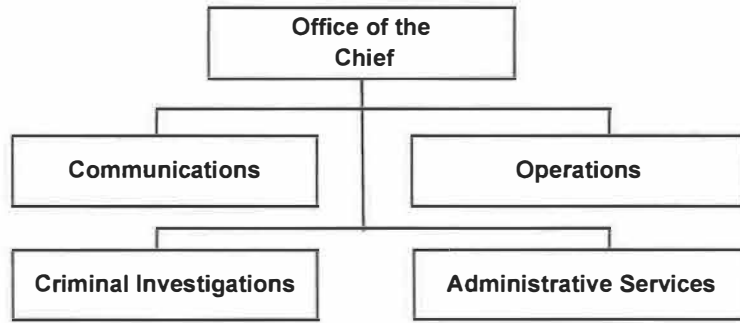 Office of the
Chief
Communications
Operations
Criminal Investigations
Administrative Services